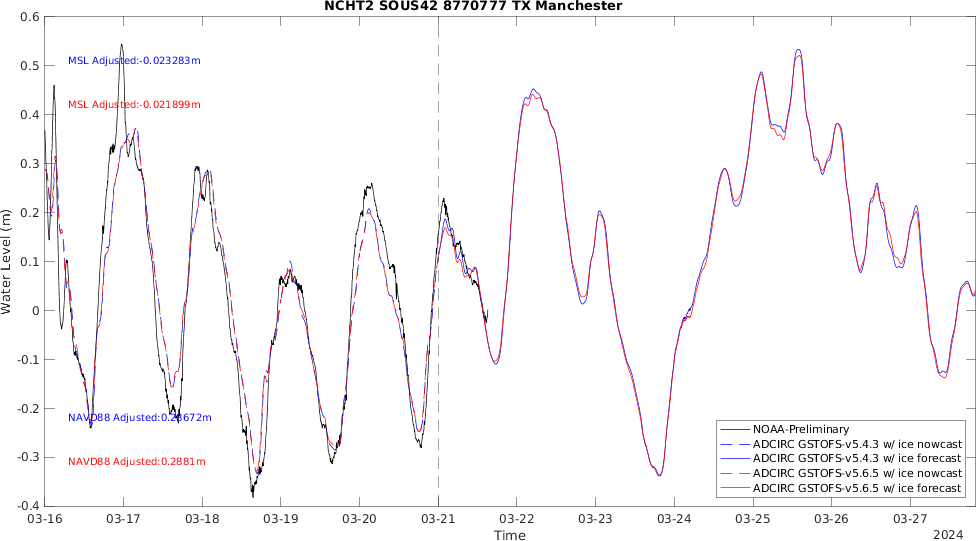 NCHT2 SOUS42 8770777 TX Manchester
0.6
0.5
0.4
0.3
0.2
0.1
0
-0.1
-0.2
-0.3
-0.4
Water Level (m)
MSL Adjusted:-0.023283m
MSL Adjusted:-0.021899m
NAVD88 Adjusted:0.28672m
NAVD88 Adjusted:0.2881m
NOAA-Preliminary
ADCIRC GSTOFS-v5.4.3 w/ ice nowcast
ADCIRC GSTOFS-v5.4.3 w/ ice forecast
ADCIRC GSTOFS-v5.6.5 w/ ice nowcast
ADCIRC GSTOFS-v5.6.5 w/ ice forecast
03-16 03-17 03-18 03-19 03-20 03-21 03-22 03-23 03-24 03-25 03-26 03-27
Time
2024